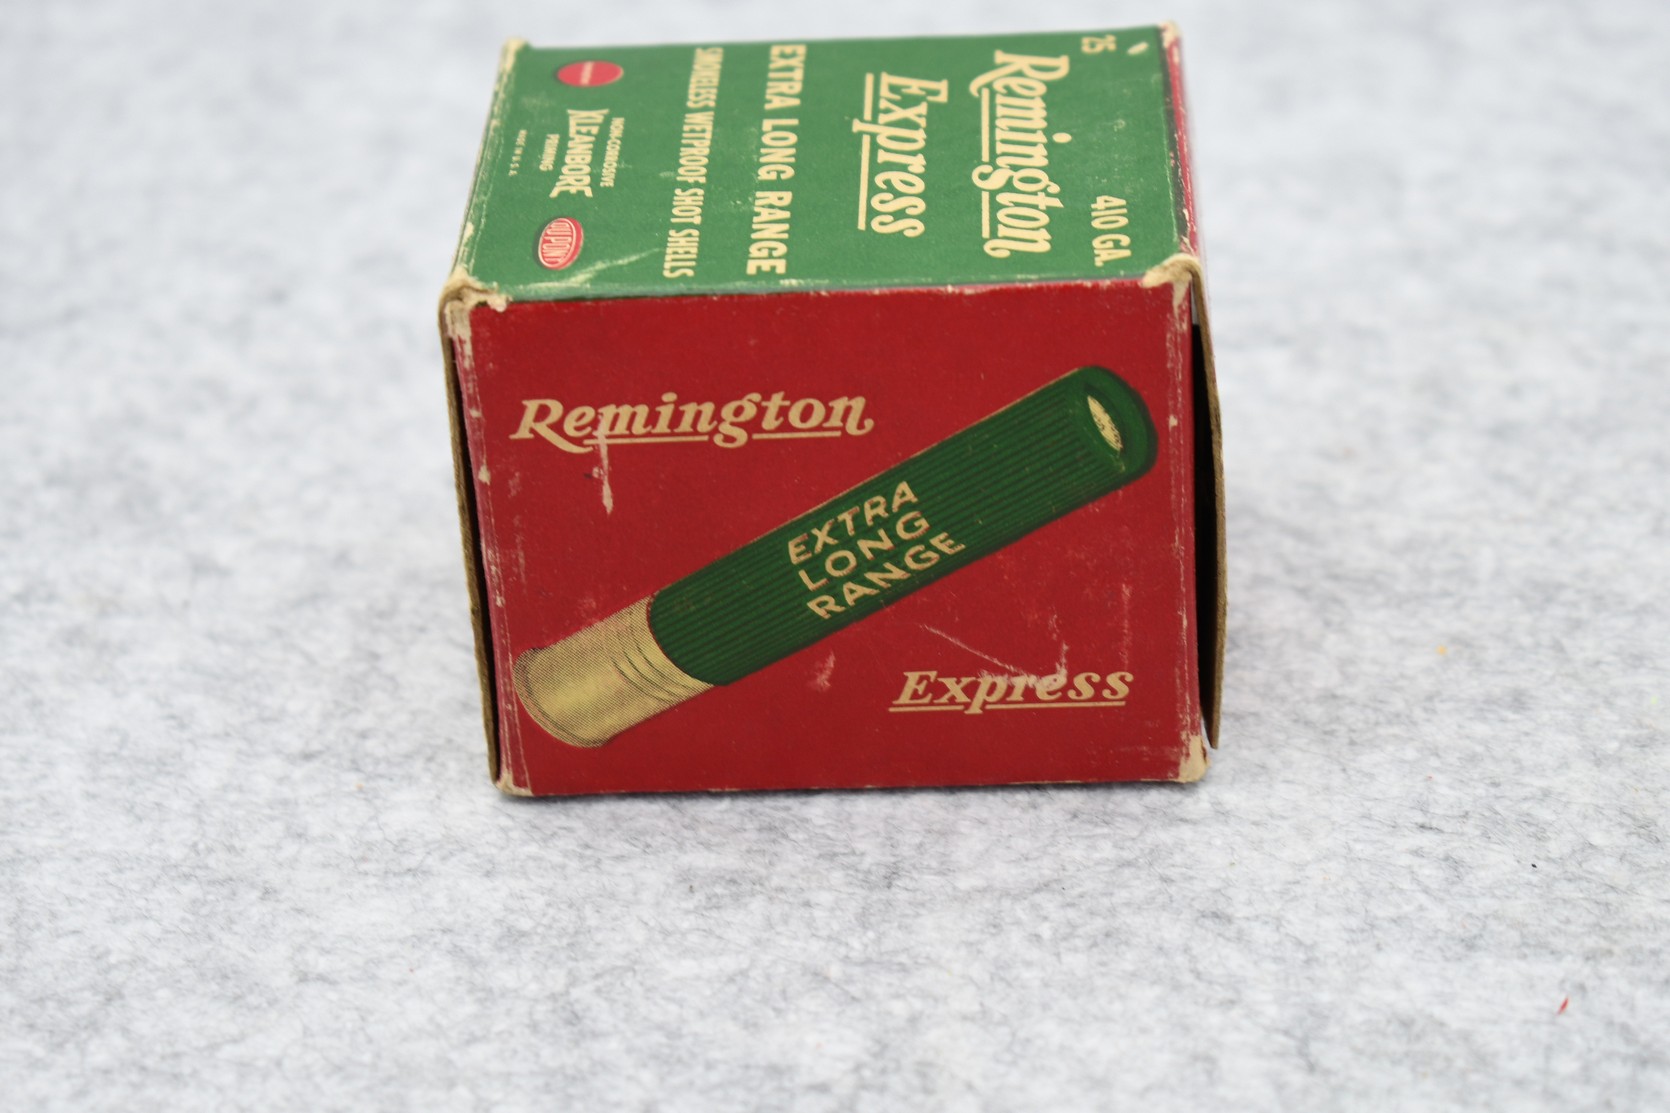 25 410 GA.
Remington
Express
EXTRA LONG RANGE
SMOKELESS WETPROOF SHOT SHELLS
NON-CORROSIVE
KLEANBORE
PRIMING
MADE IN U.S.A.
DUPONT
Remington
EXTRA
LONG
RANGE
Express